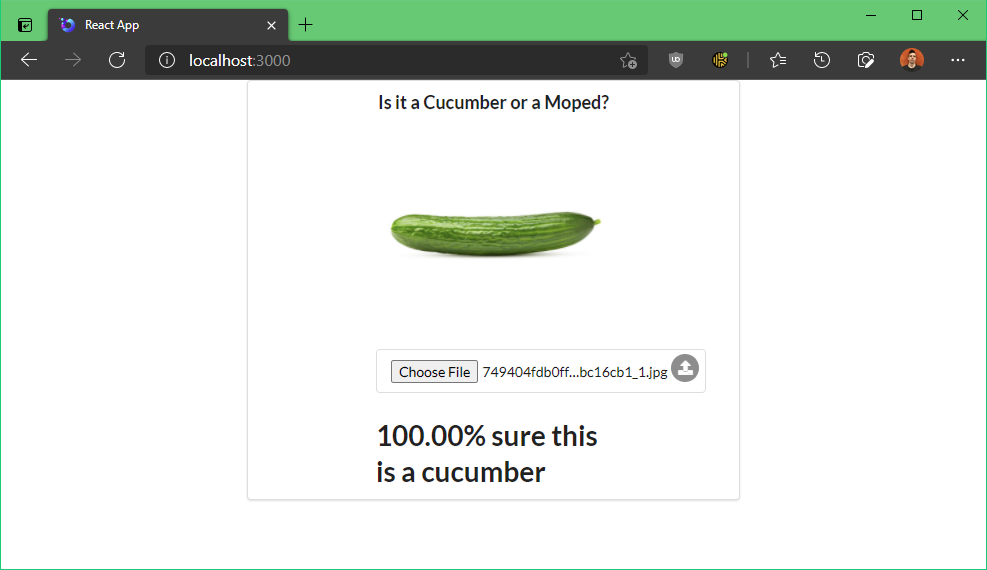 React App
localhost:3000
Is it a Cucumber or a Moped?
Choose File 749404fdb0ff...bc16cb1_1.jpg
100.00% sure this
is a cucumber